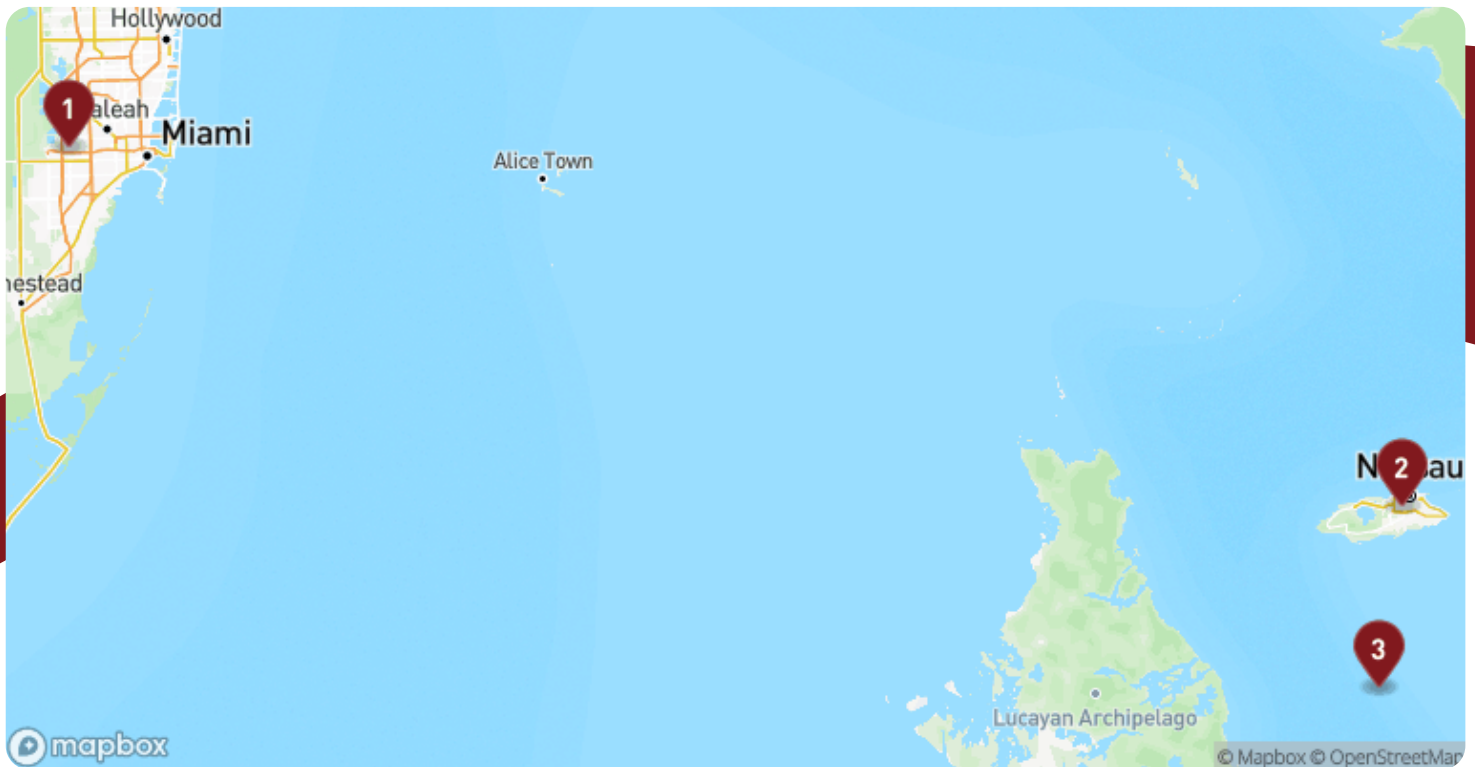 Hollywood
1
aleah
Miami
Alice Town
nestead
N
2
au
3
Lucayan Archipelago
mapbox
© Mapbox © OpenStreetMap